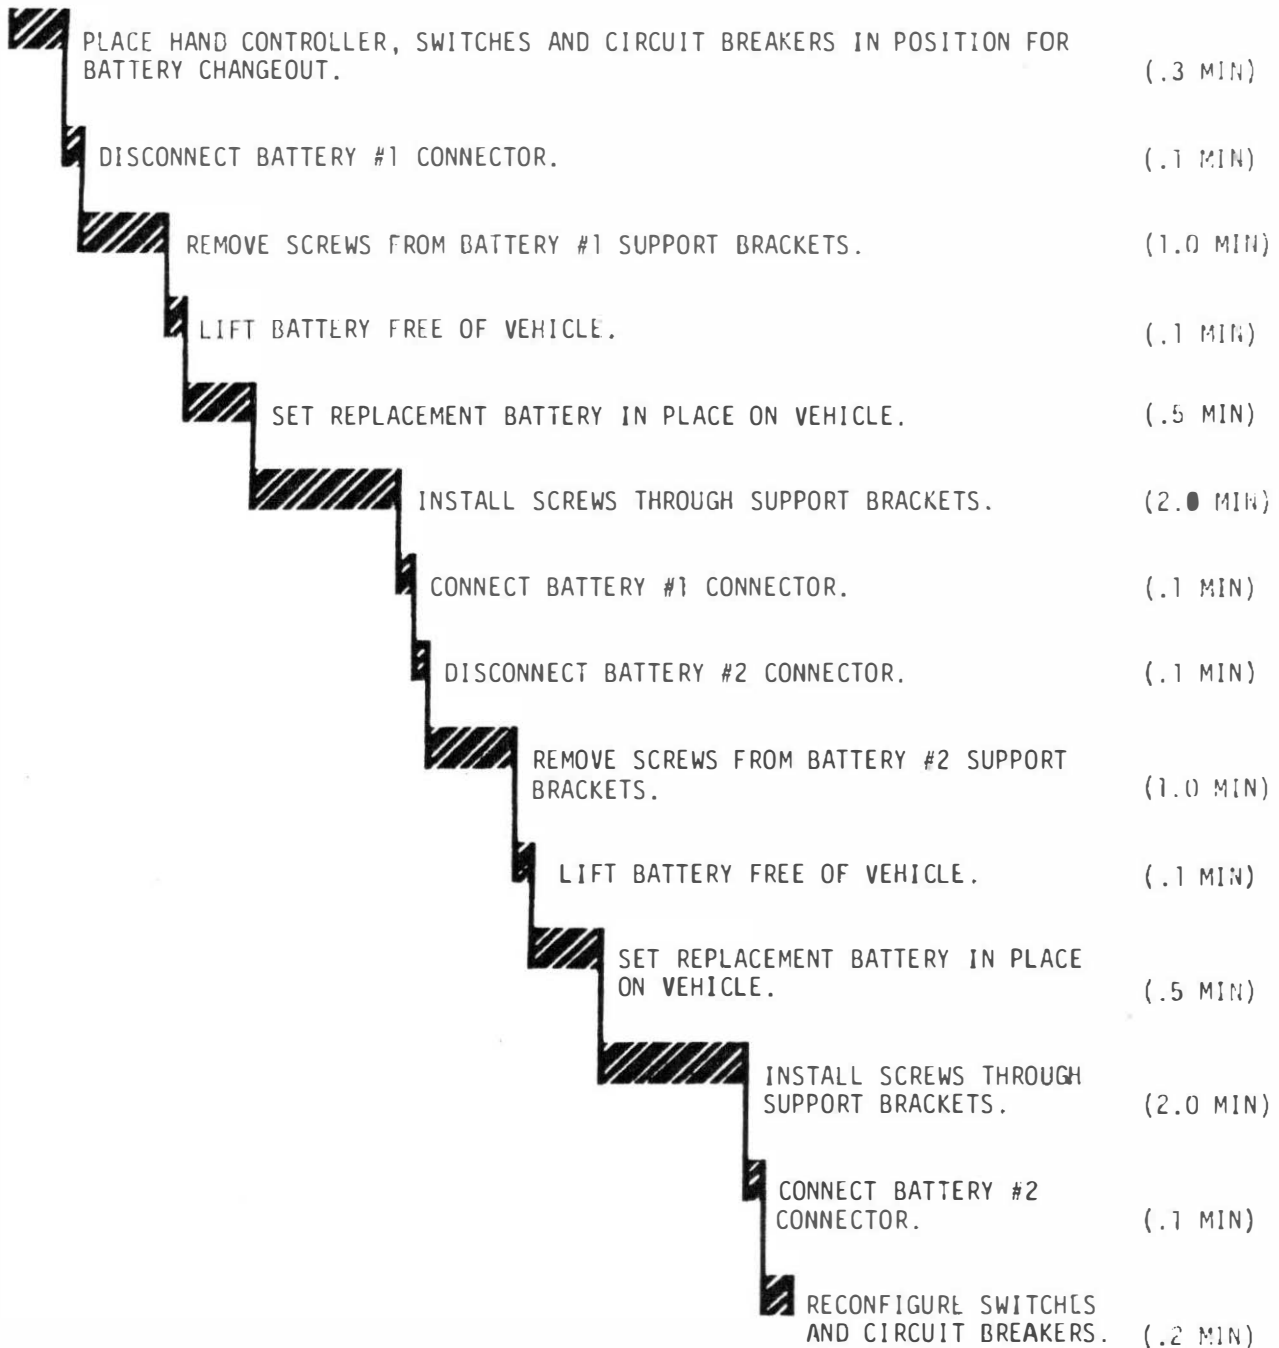 PLACE HAND CONTROLLER, SWITCHES AND CIRCUIT BREAKERS IN POSITION FOR
BATTERY CHANGEOUT. (.3 MIN)
DISCONNECT BATTERY #1 CONNECTOR. (.1 MIN)
REMOVE SCREWS FROM BATTERY #1 SUPPORT BRACKETS. (1.0 MIN)
LIFT BATTERY FREE OF VEHICLE. (.1 MIN)
SET REPLACEMENT BATTERY IN PLACE ON VEHICLE. (.5 MIN)
INSTALL SCREWS THROUGH SUPPORT BRACKETS. (2.0 MIN)
CONNECT BATTERY #1 CONNECTOR. (.1 MIN)
DISCONNECT BATTERY #2 CONNECTOR. (.1 MIN)
REMOVE SCREWS FROM BATTERY #2 SUPPORT
BRACKETS. (1.0 MIN)
LIFT BATTERY FREE OF VEHICLE. (.1 MIN)
SET REPLACEMENT BATTERY IN PLACE
ON VEHICLE. (.5 MIN)
INSTALL SCREWS THROUGH
SUPPORT BRACKETS. (2.0 MIN)
CONNECT BATTERY #2
CONNECTOR. (.1 MIN)
RECONFIGURE SWITCHES
AND CIRCUIT BREAKERS. (.2 MIN)